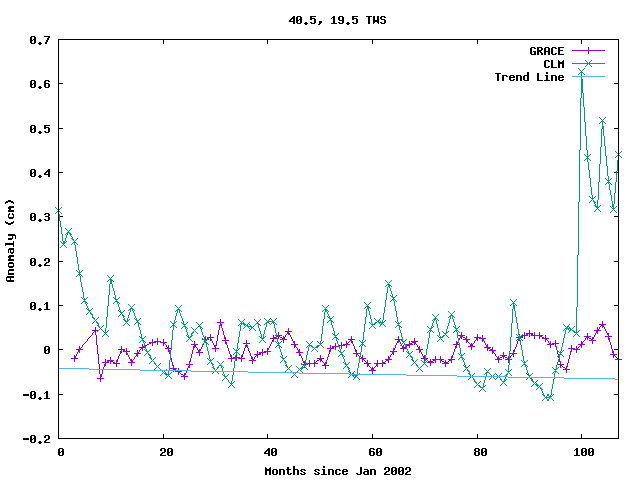 40.5, 19.5 TWS
GRACE
CLM
Trend Line
0.7
0.6
0.5
0.4
0.3
0.2
0.1
0
-0.1
-0.2
Anomaly (cm)
0 20 40 60 80 100
Months since Jan 2002